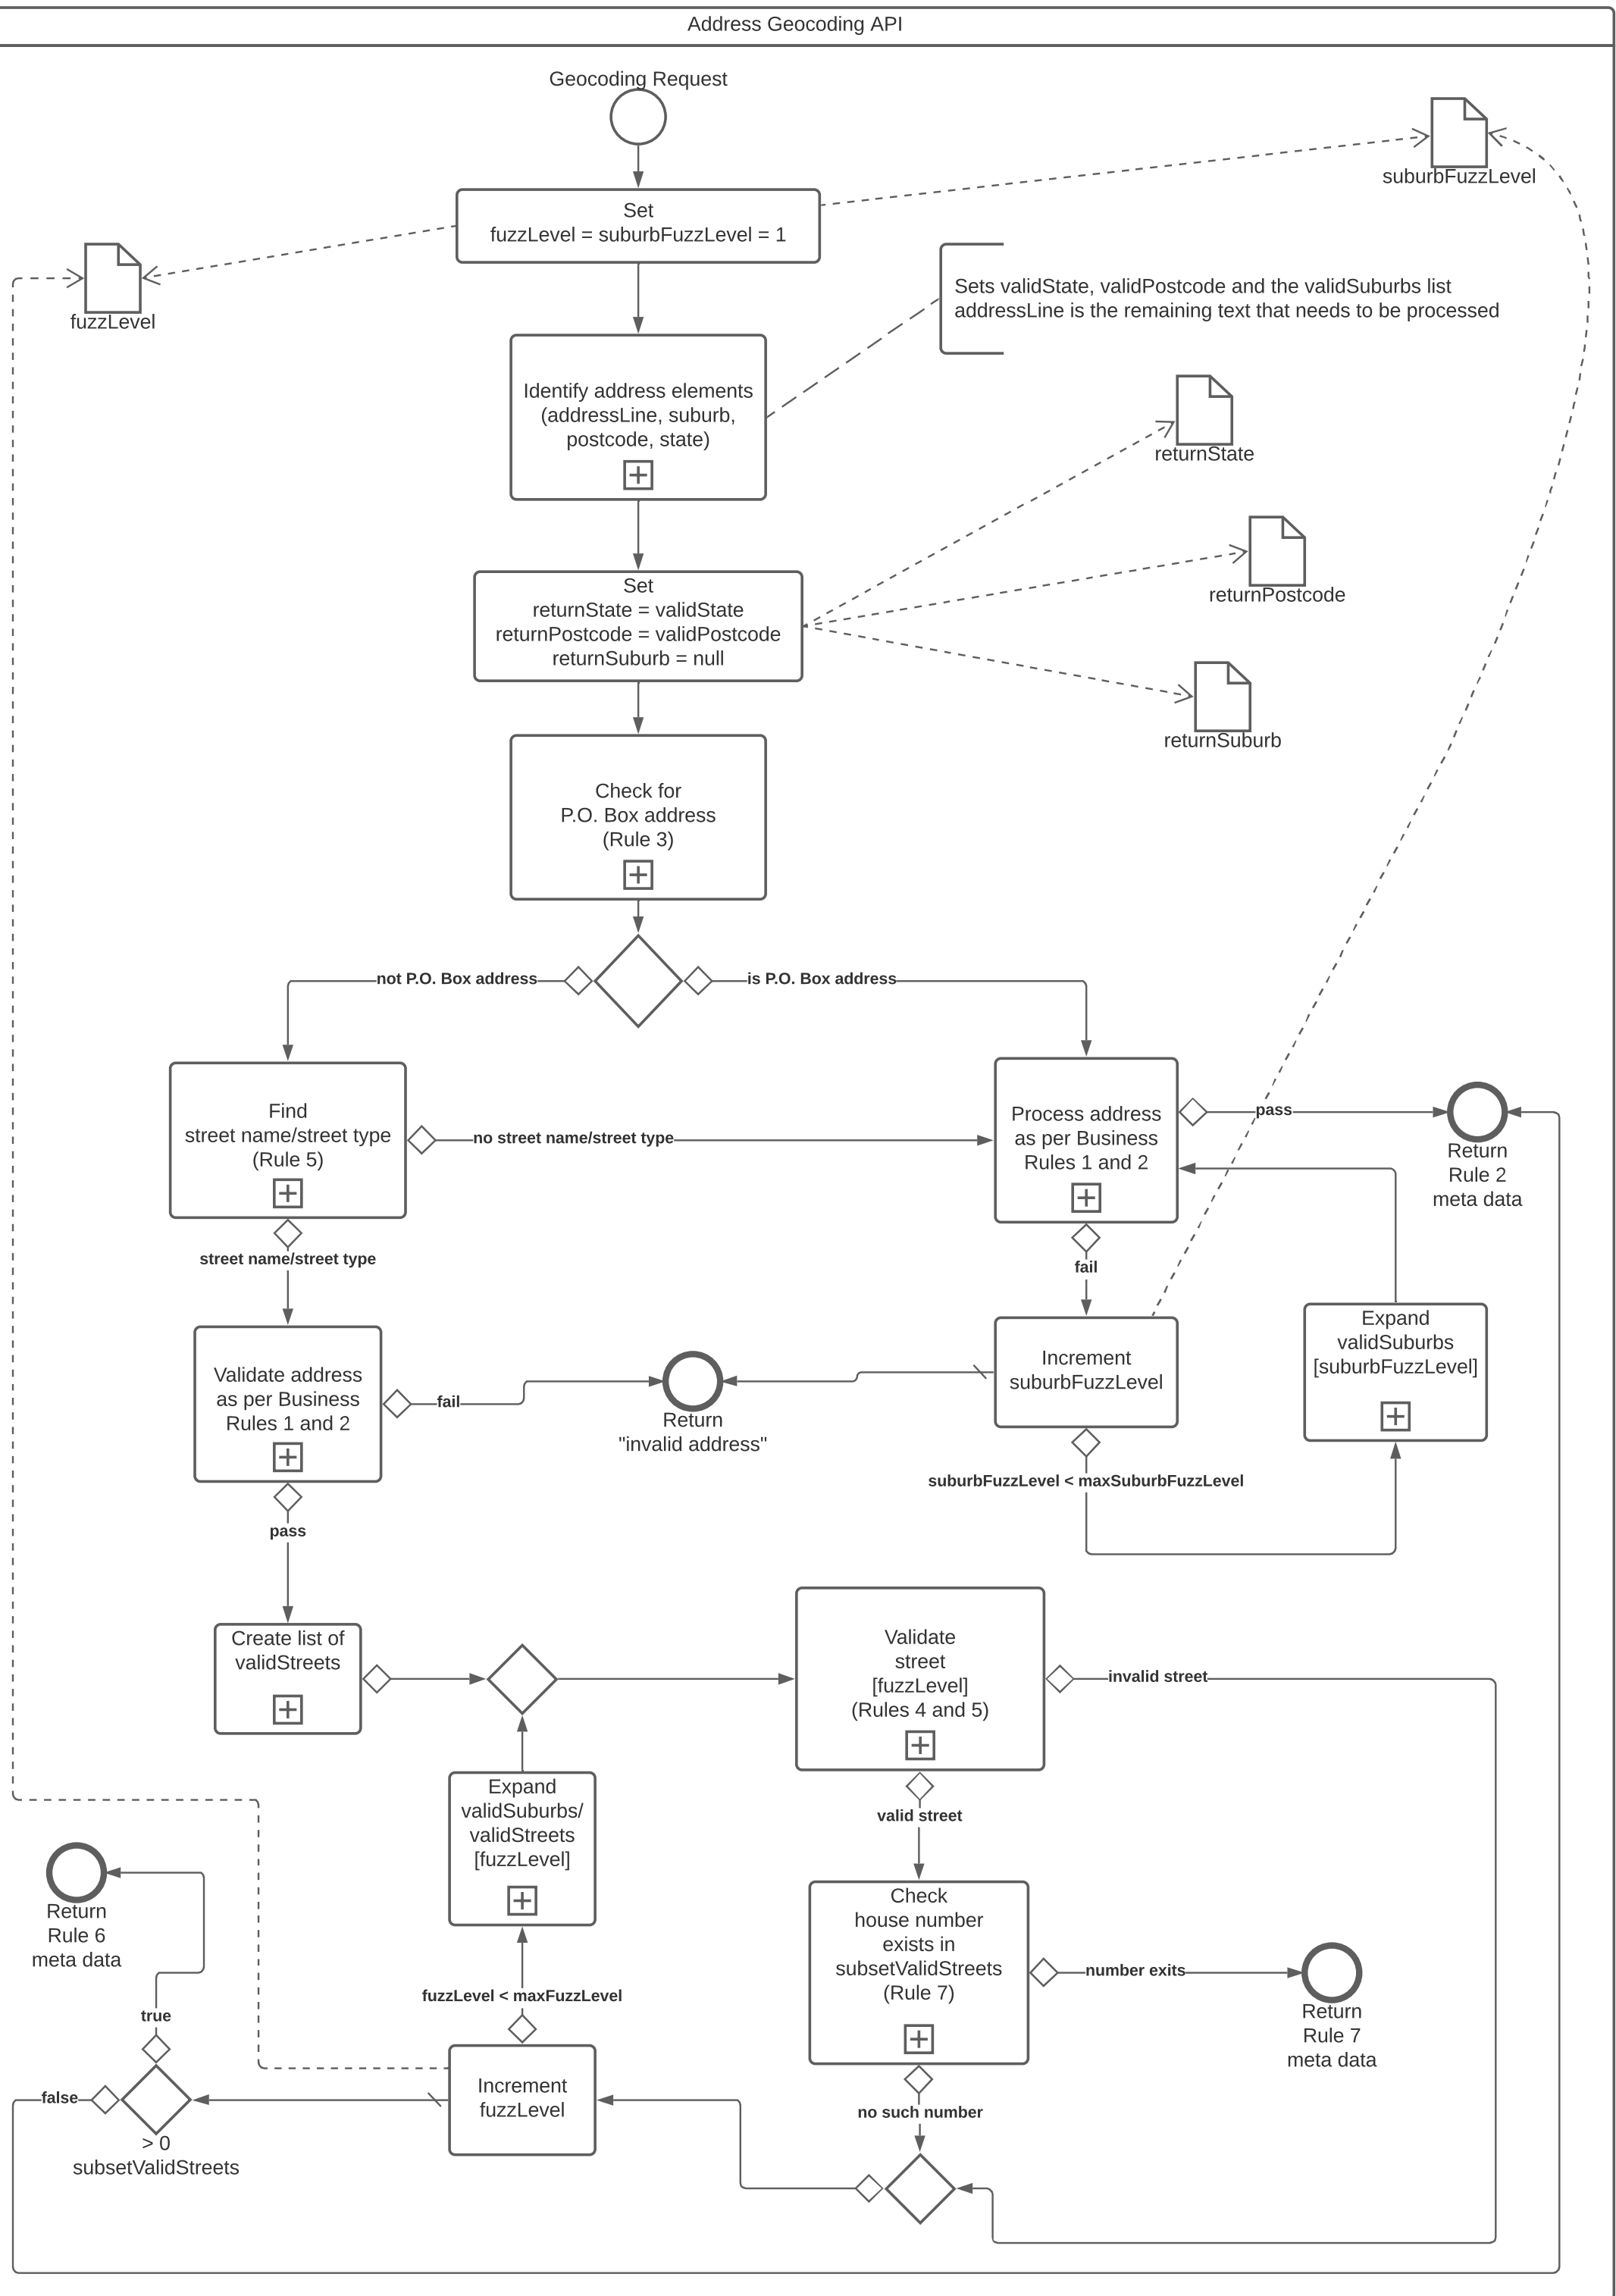 Address Geocoding API
Geocoding Request
suburbFuzzLevel
Set
fuzzLevel = suburbFuzzLevel = 1
fuzzLevel
Sets validState, validPostcode and the validSuburbs list
addressLine is the remaining text that needs to be processed
Identify address elements
(addressLine, suburb,
postcode, state)
returnState
returnPostcode
Set
returnState = validState
returnPostcode = validPostcode
returnSuburb = null
returnSuburb
Check for
P.O. Box address
(Rule 3)
not P.O. Box address
is P.O. Box address
Find
street name/street type
(Rule 5)
no street name/street type
Process address
as per Business
Rules 1 and 2
pass
Return
Rule 2
meta data
street name/street type
fail
Validate address
as per Business
Rules 1 and 2
fail
Return
"invalid address"
Increment
suburbFuzzLevel
Expand
validSuburbs
[suburbFuzzLevel]
suburbFuzzLevel < maxSuburbFuzzLevel
pass
Create list of
validStreets
Validate
street
[fuzzLevel]
(Rules 4 and 5)
invalid street
Expand
validSuburbs/
validStreets
[fuzzLevel]
valid street
Return
Rule 6
meta data
Check
house number
exists in
subsetValidStreets
(Rule 7)
number exits
Return
Rule 7
meta data
fuzzLevel < maxFuzzLevel
true
false
> 0
subsetValidStreets
Increment
fuzzLevel
no such number